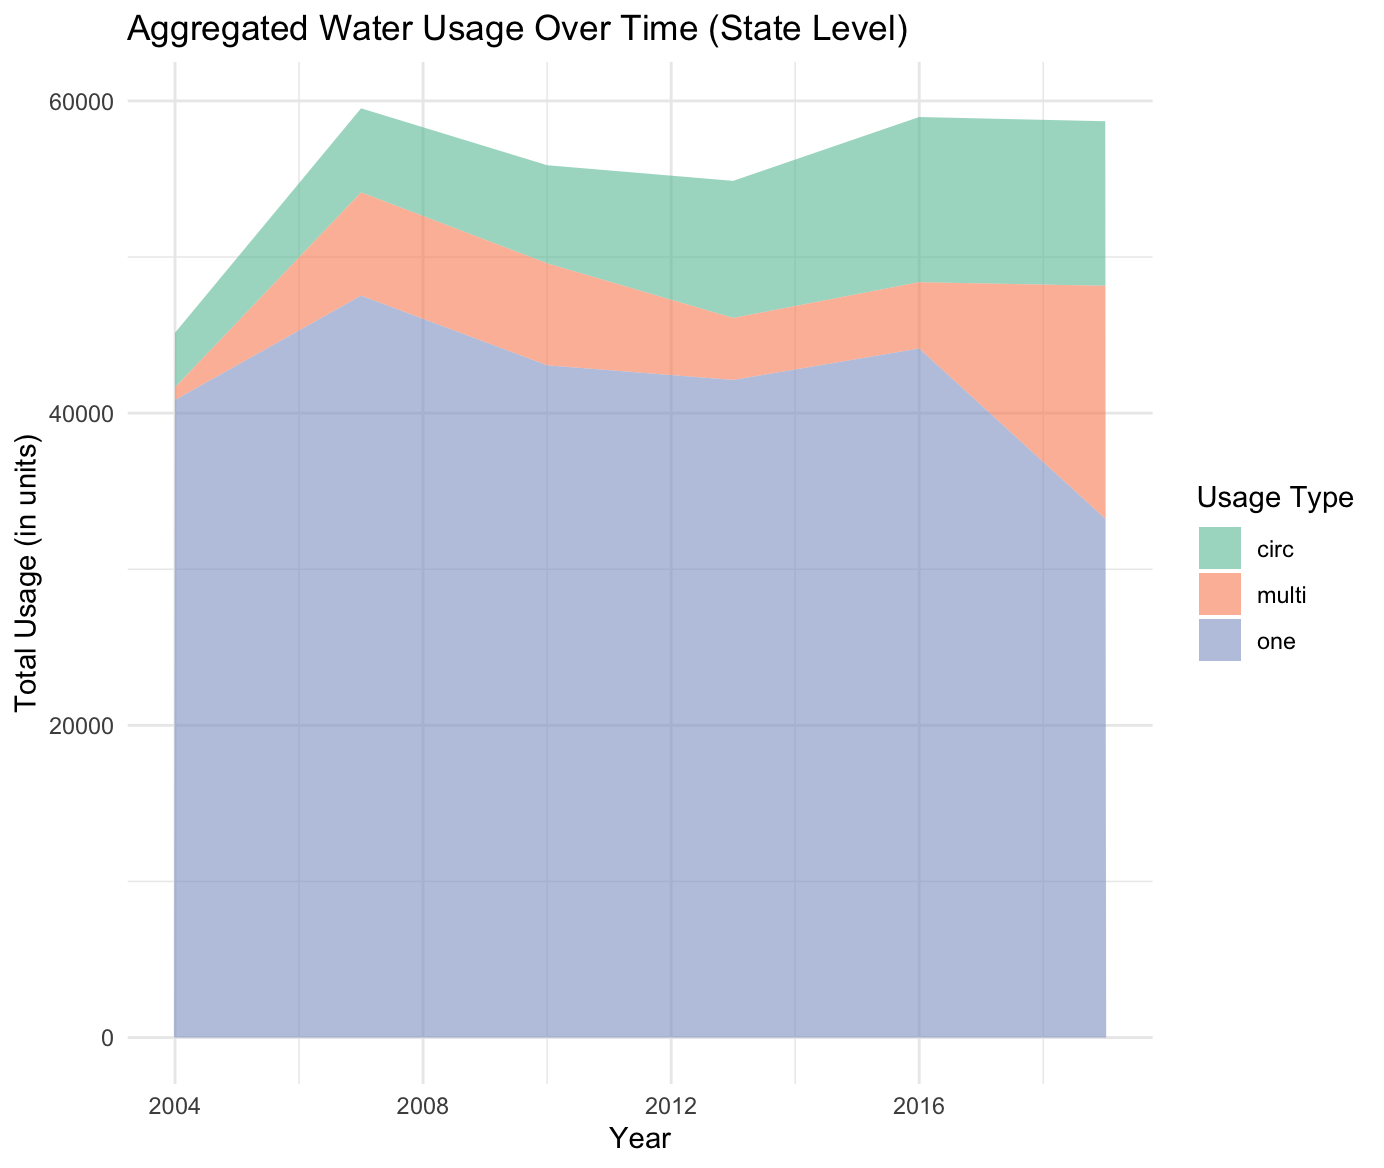 Aggregated Water Usage Over Time (State Level)
60000
40000
20000
0
Total Usage (in units)
2004
2008
2012
2016
Year
Usage Type
circ
multi
one